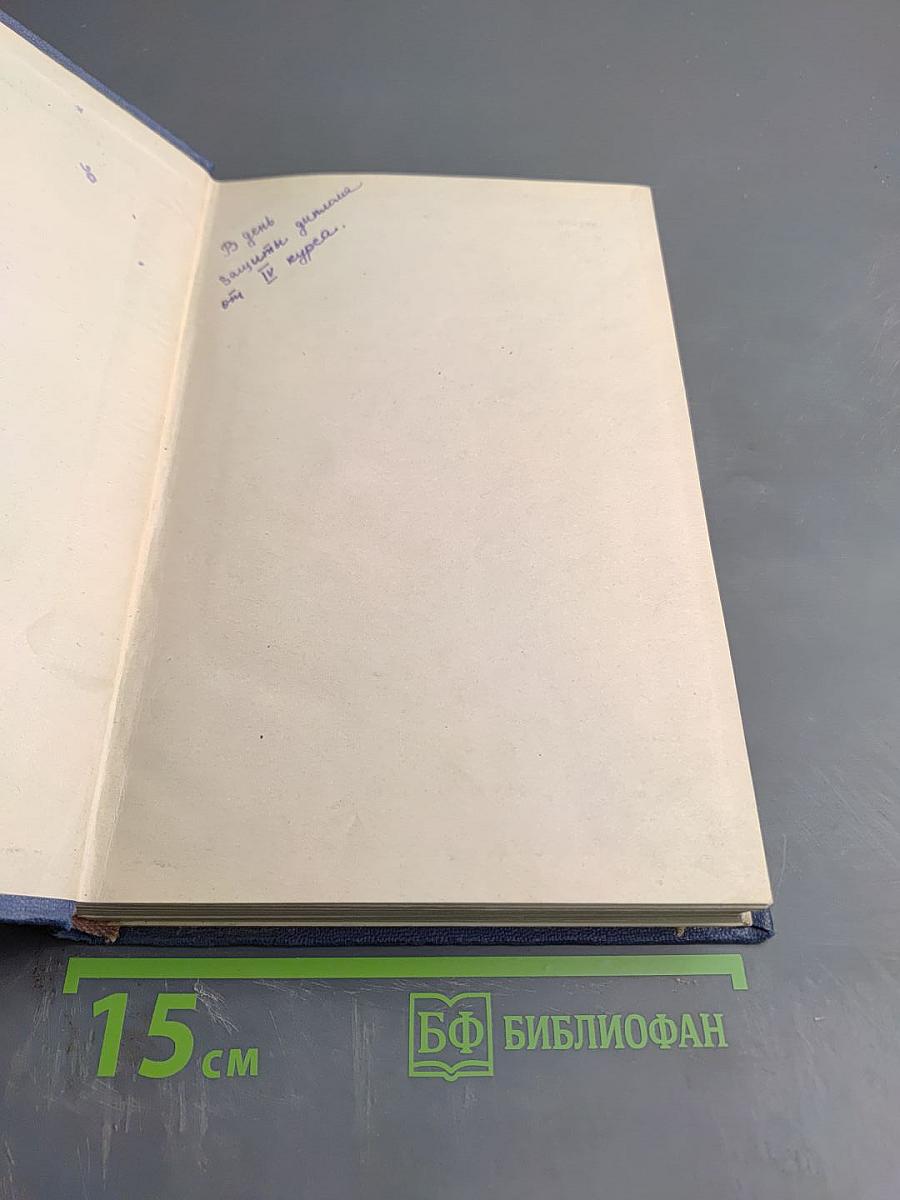 В день
защиты диплома
от IV курса.
15 см
БФ БИБЛИОФАН